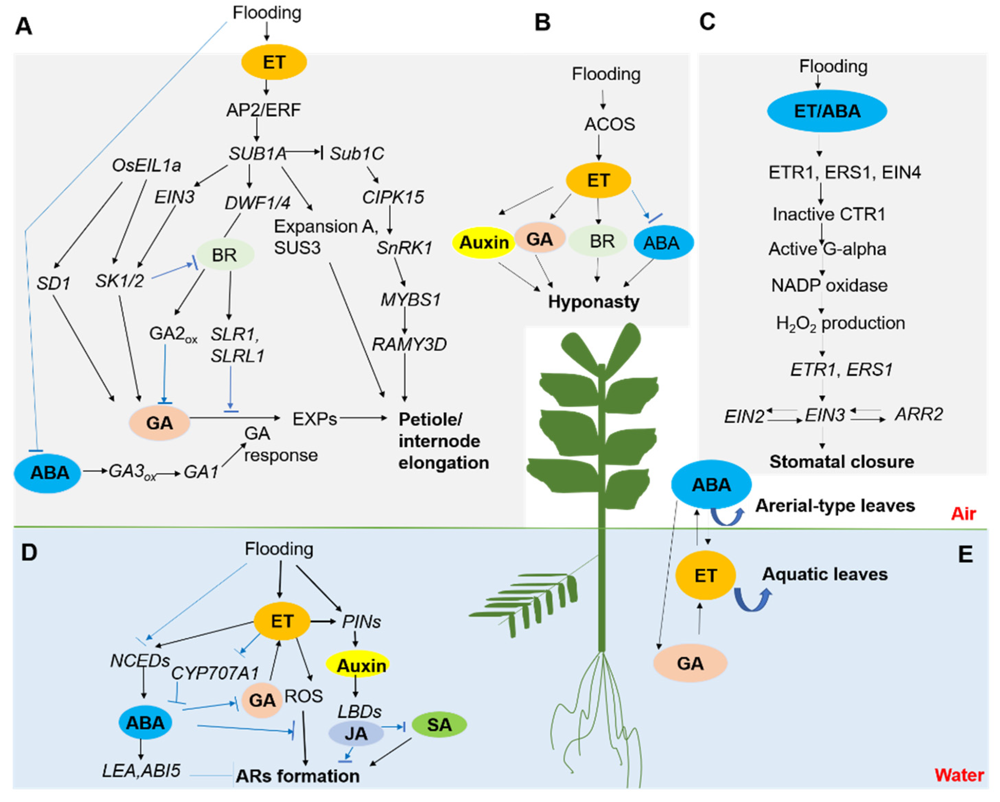 A
Flooding
ET
AP2/ERF
SUB1A
Sub1C
OsEIL1a
EIN3
DWF1/4
CIPK15
Expansion A,
SUS3
SnRK1
BR
SD1
SK1/2
MYBS1
GA2ox
SLR1,
SLRL1
RAMY3D
GA
EXPs
Petiole/
internode
elongation
GA
response
ABA
GA3ox
GA1
B
Flooding
ACOS
ET
Auxin
GA
BR
ABA
Hyponasty
C
Flooding
ET/ABA
ETR1, ERS1, EIN4
Inactive CTR1
Active G-alpha
NADP oxidase
H2O2 production
ETR1, ERS1
EIN2
EIN3
ARR2
Stomatal closure
ABA
Arerial-type leaves
Air
D
Flooding
ET
PINs
NCEDs
CYP707A1
Auxin
GA
ROS
LBDs
ABA
JA
SA
LEA,ABI5
ARs formation
E
ET
Aquatic leaves
GA
Water